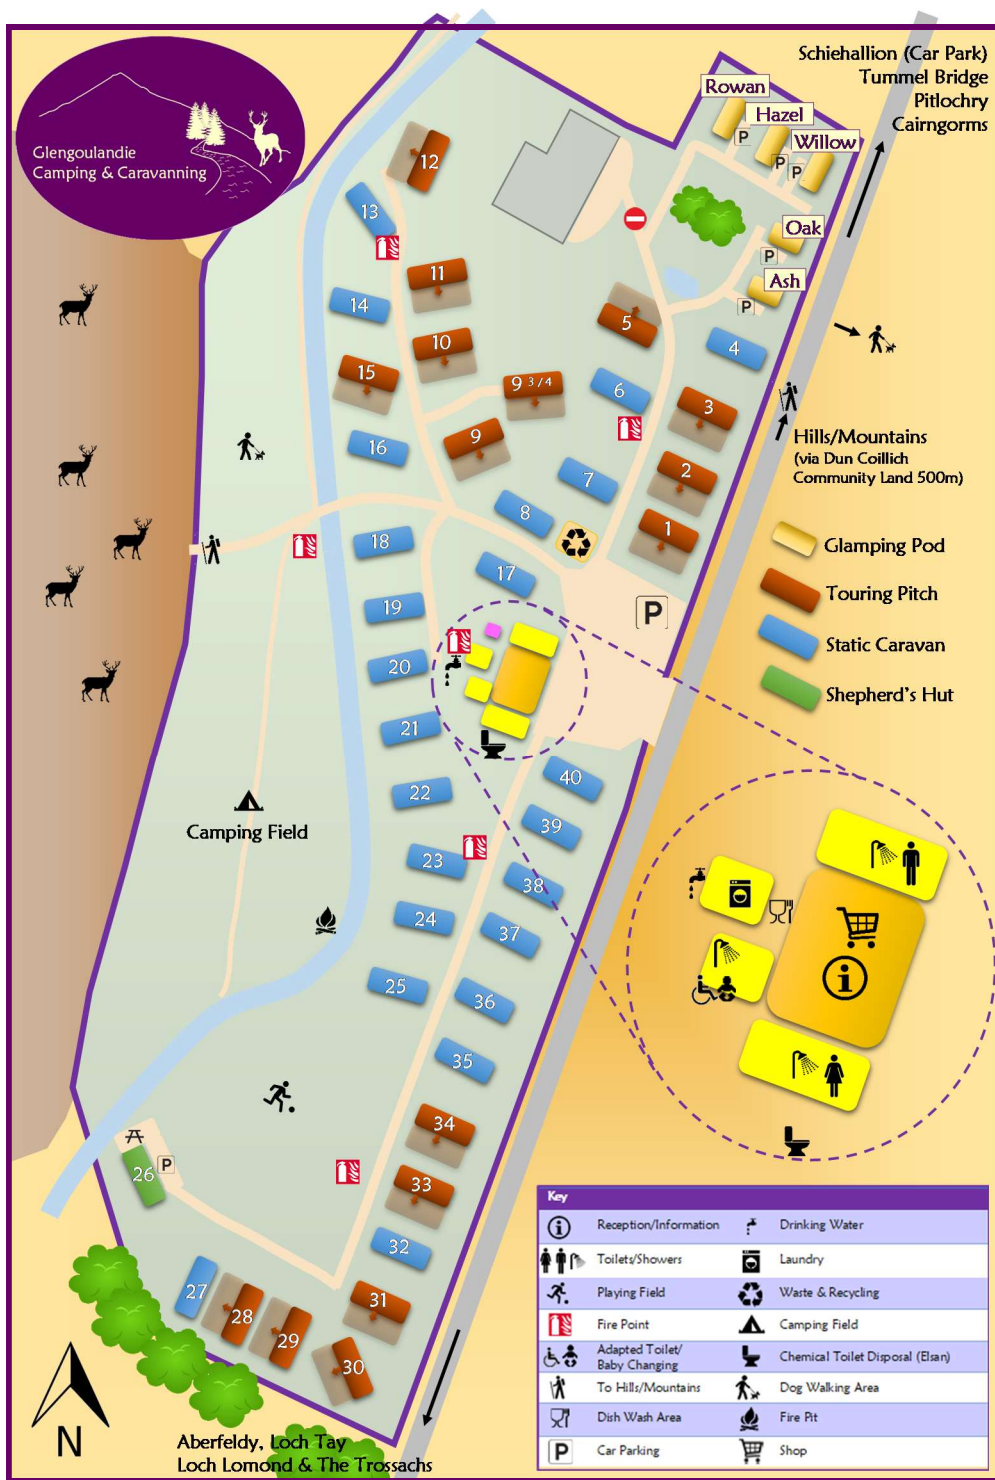 Glengoulandie
Camping & Caravanning
Schiehallion (Car Park)
Tummel Bridge
Pitlochry
Cairngorms
Rowan
P
Hazel
P
Willow
P
Oak
P
Ash
P
12
13
11
14
10
15
9 3/4
9
16
5
4
6
3
7
2
8
1
Hills/Mountains
(via Dun Coillich
Community Land 500m)
Glamping Pod
Touring Pitch
Static Caravan
Shepherd's Hut
18
17
P
19
20
21
22
40
39
23
38
24
37
25
36
35
34
33
32
31
Camping Field
26
P
27
28
29
30
i
N
Aberfeldy, Loch Tay
Loch Lomond & The Trossachs
Key
i Reception/Information
Drinking Water
Toilets/Showers
Laundry
Playing Field
Waste & Recycling
Fire Point
Camping Field
Adapted Toilet/
Baby Changing
Chemical Toilet Disposal (Elsan)
To Hills/Mountains
Dog Walking Area
Dish Wash Area
Fire Pit
P Car Parking
Shop